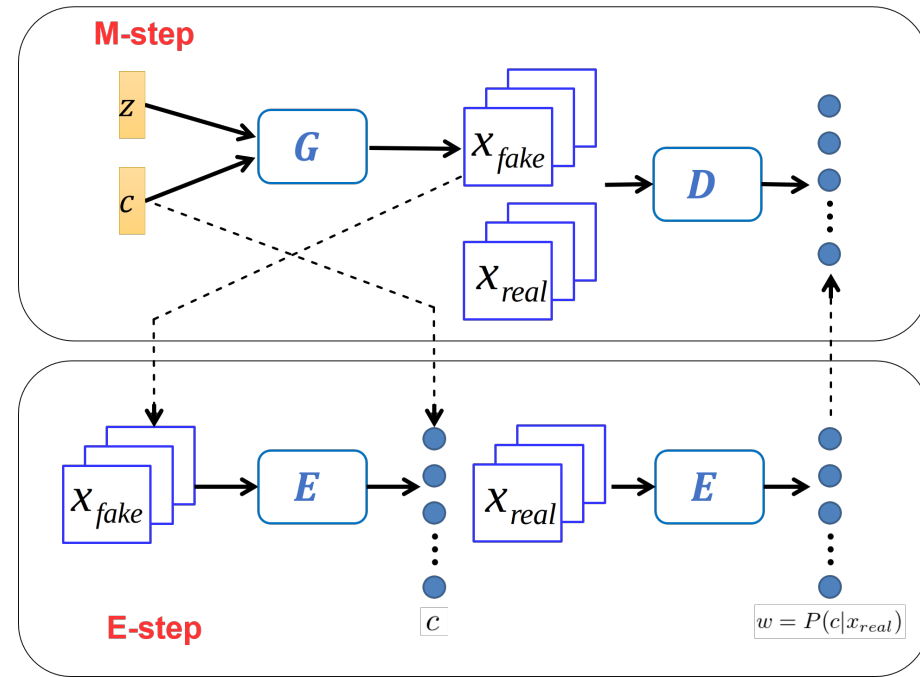 M-step
z
G
x_fake
c
D
x_real
x_fake
E
x_real
E
c
w = P(c|x_real)
E-step